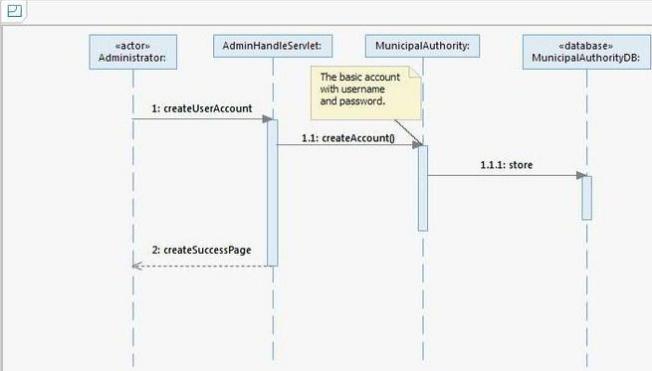 «actor»
Administrator:
AdminHandleServlet:
MunicipalAuthority:
«database»
MunicipalAuthorityDB:
The basic account
with username
and password.
1: createUserAccount
1.1: createAccount()
1.1.1: store
2: createSuccessPage